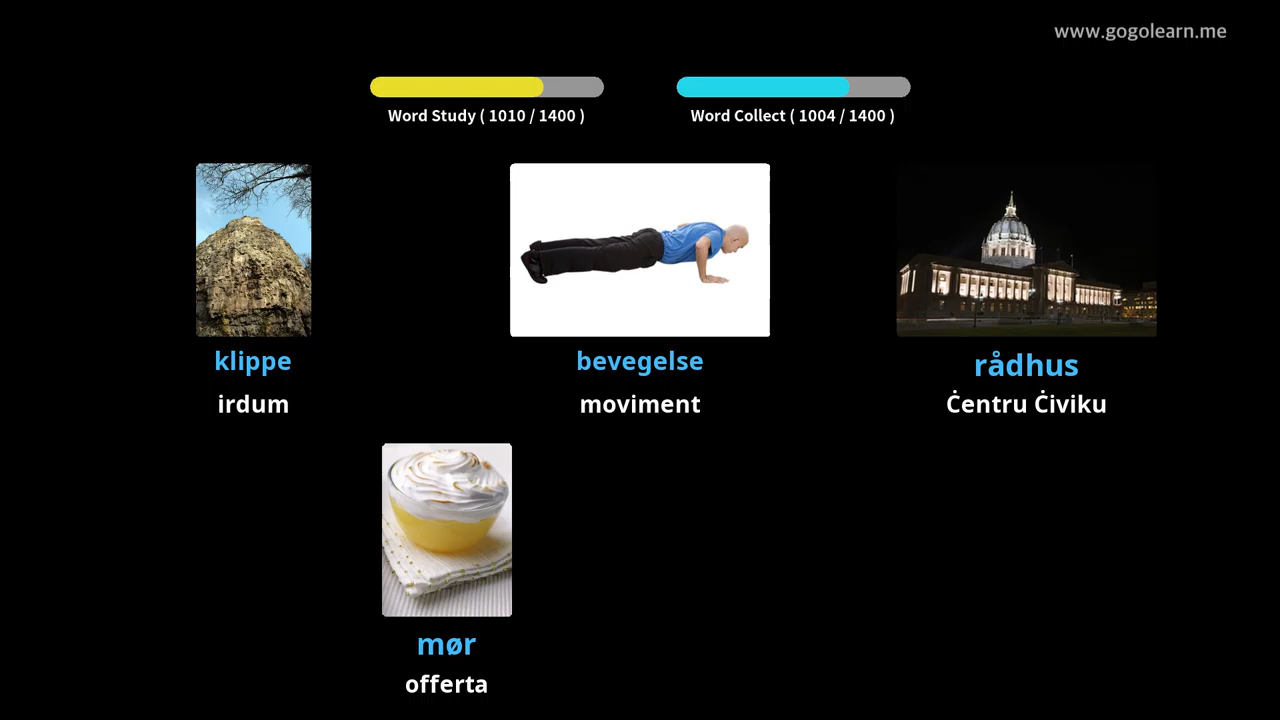 www.gogolearn.me
Word Study ( 1010 / 1400 )
Word Collect ( 1004 / 1400 )
klippe
irdum
bevegelse
moviment
rådhus
Ċentru Ċiviku
mør
offerta